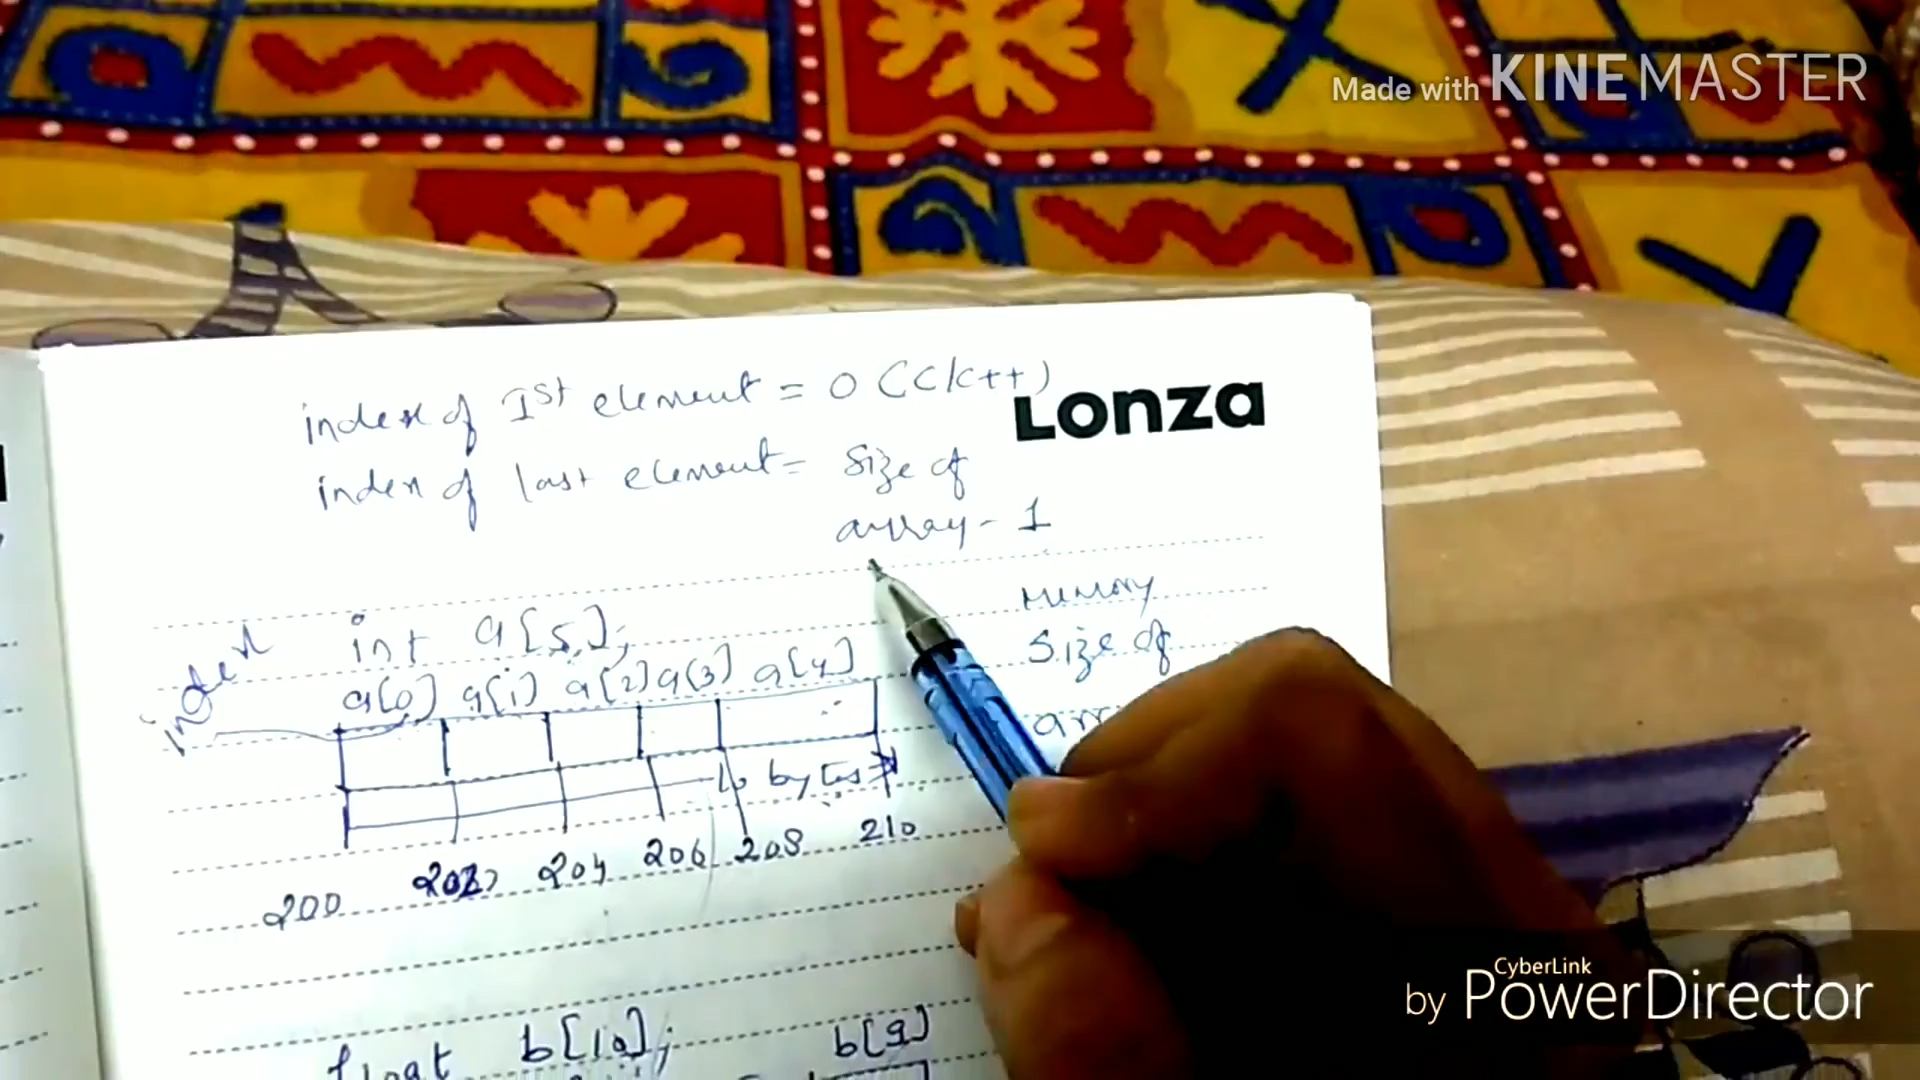 Made with KINEMASTER
index of 1st element = 0 (C/C++)
Lonza
index of last element = Size of
array - 1
Memory
Size of
arr
index
int a[5];
a[0] a[1] a[2] a[3] a[4]
10 bytes
200 202 204 206 208 210
float b[10];
b[9]
CyberLink
by PowerDirector